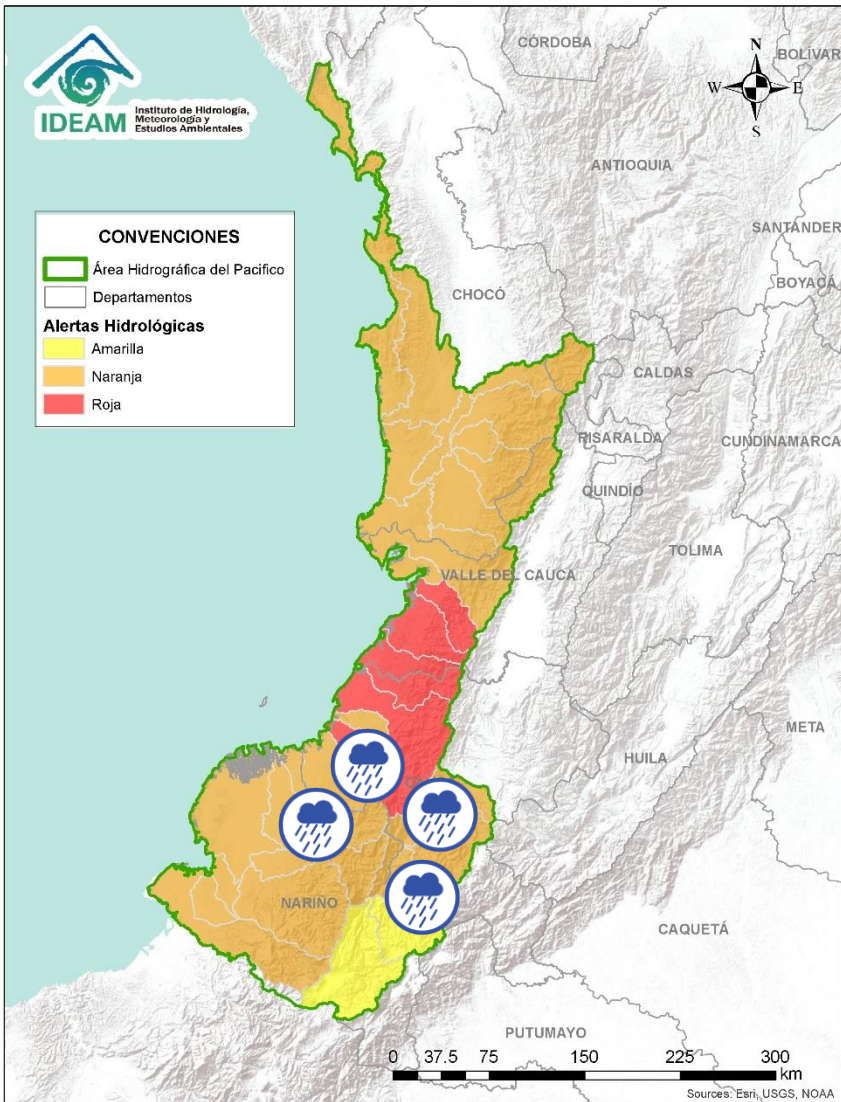 IDEAM
Instituto de Hidrología,
Meteorología y
Estudios Ambientales
CONVENCIONES
Área Hidrográfica del Pacifico
Departamentos
Alertas Hidrológicas
Amarilla
Naranja
Roja
N
W
E
S
CÓRDOBA
BOLÍVAR
ANTIOQUIA
SANTANDER
BOYACÁ
CHOCÓ
CALDAS
RISARALDA
CUNDINAMARCA
QUINDÍO
TOLIMA
VALLE DEL CAUCA
META
HUILA
NARIÑO
CAQUETÁ
PUTUMAYO
0 37.5 75 150 225 300
km
Sources: Esri, USGS, NOAA